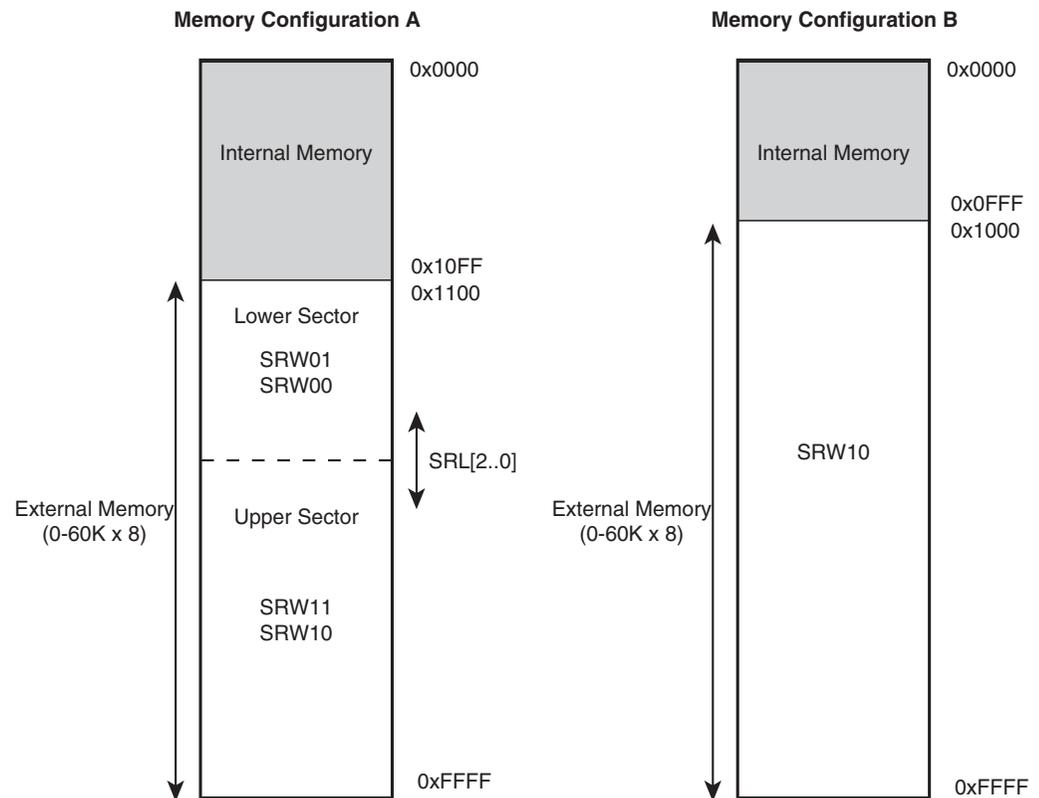 Memory Configuration A
0x0000
Internal Memory
0x10FF
0x1100
Lower Sector
SRW01
SRW00
SRL[2..0]
External Memory
(0-60K x 8)
Upper Sector
SRW11
SRW10
0xFFFF
Memory Configuration B
0x0000
Internal Memory
0x0FFF
0x1000
SRW10
External Memory
(0-60K x 8)
0xFFFF